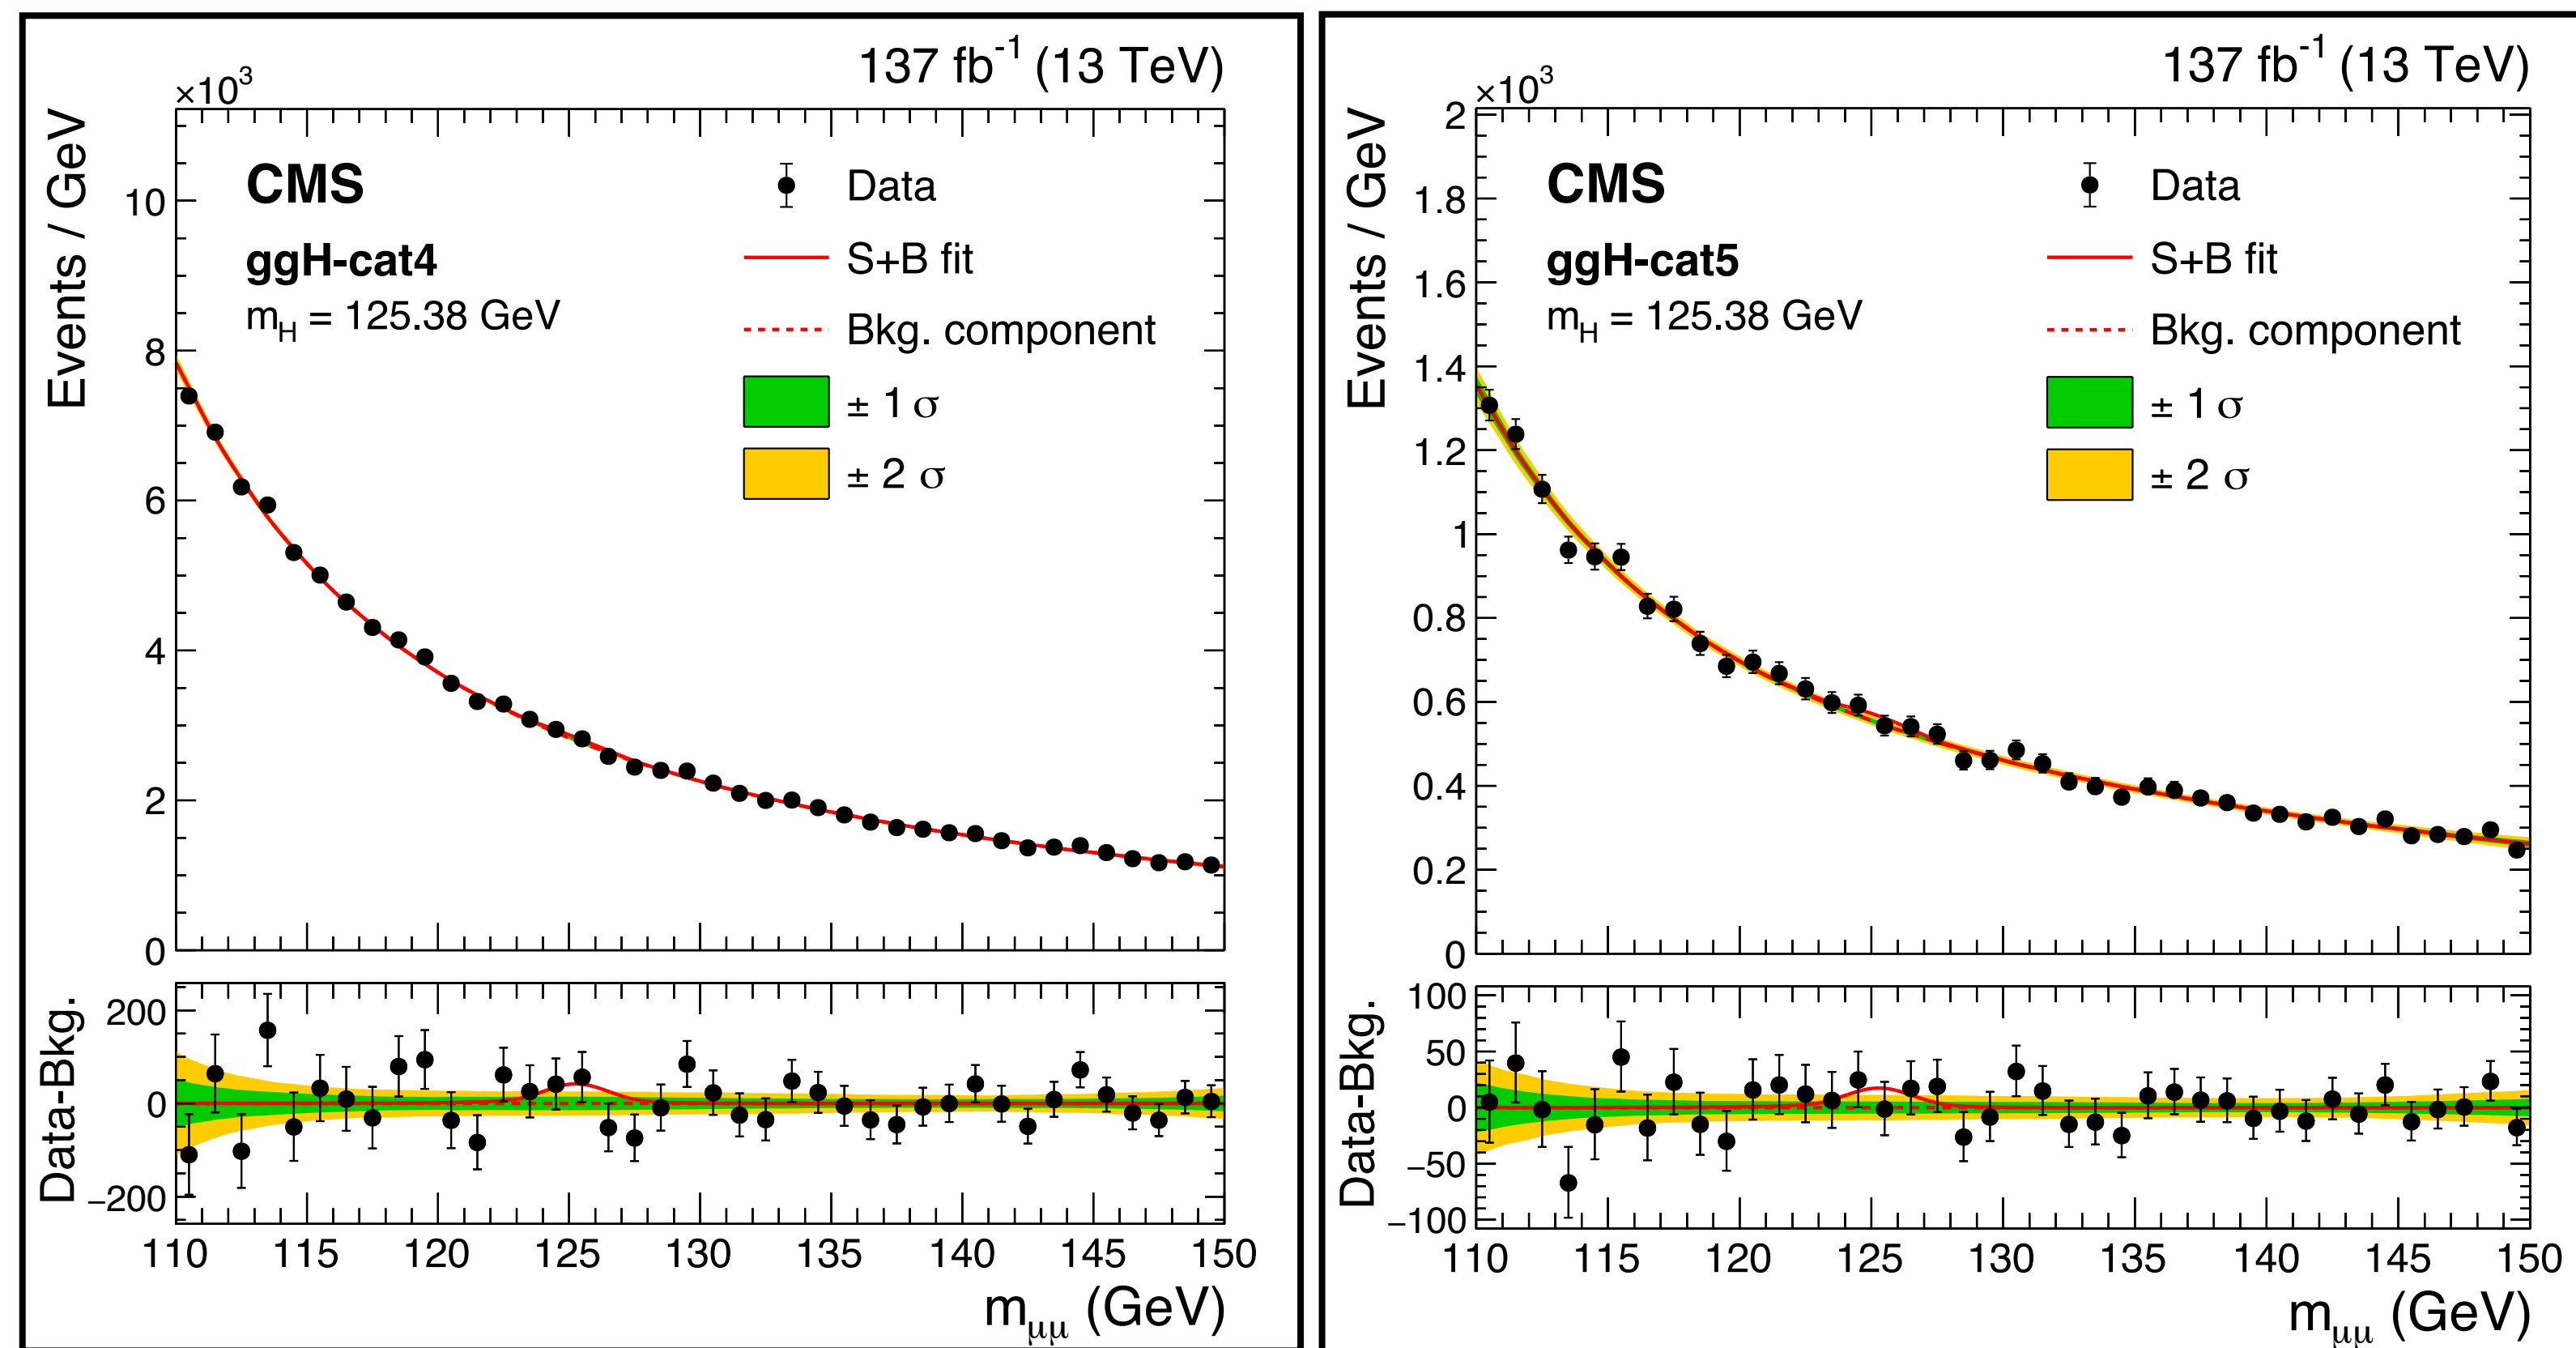 137 fb-1 (13 TeV)
×10^3
Events / GeV
10
8
6
4
2
0
CMS
ggH-cat4
mH = 125.38 GeV
Data
S+B fit
Bkg. component
± 1 σ
± 2 σ
Data-Bkg.
200
0
−200
110 115 120 125 130 135 140 145 150
mμμ (GeV)
137 fb-1 (13 TeV)
×10^3
Events / GeV
2
1.8
1.6
1.4
1.2
1
0.8
0.6
0.4
0.2
0
CMS
ggH-cat5
mH = 125.38 GeV
Data
S+B fit
Bkg. component
± 1 σ
± 2 σ
Data-Bkg.
100
50
0
−50
−100
110 115 120 125 130 135 140 145 150
mμμ (GeV)